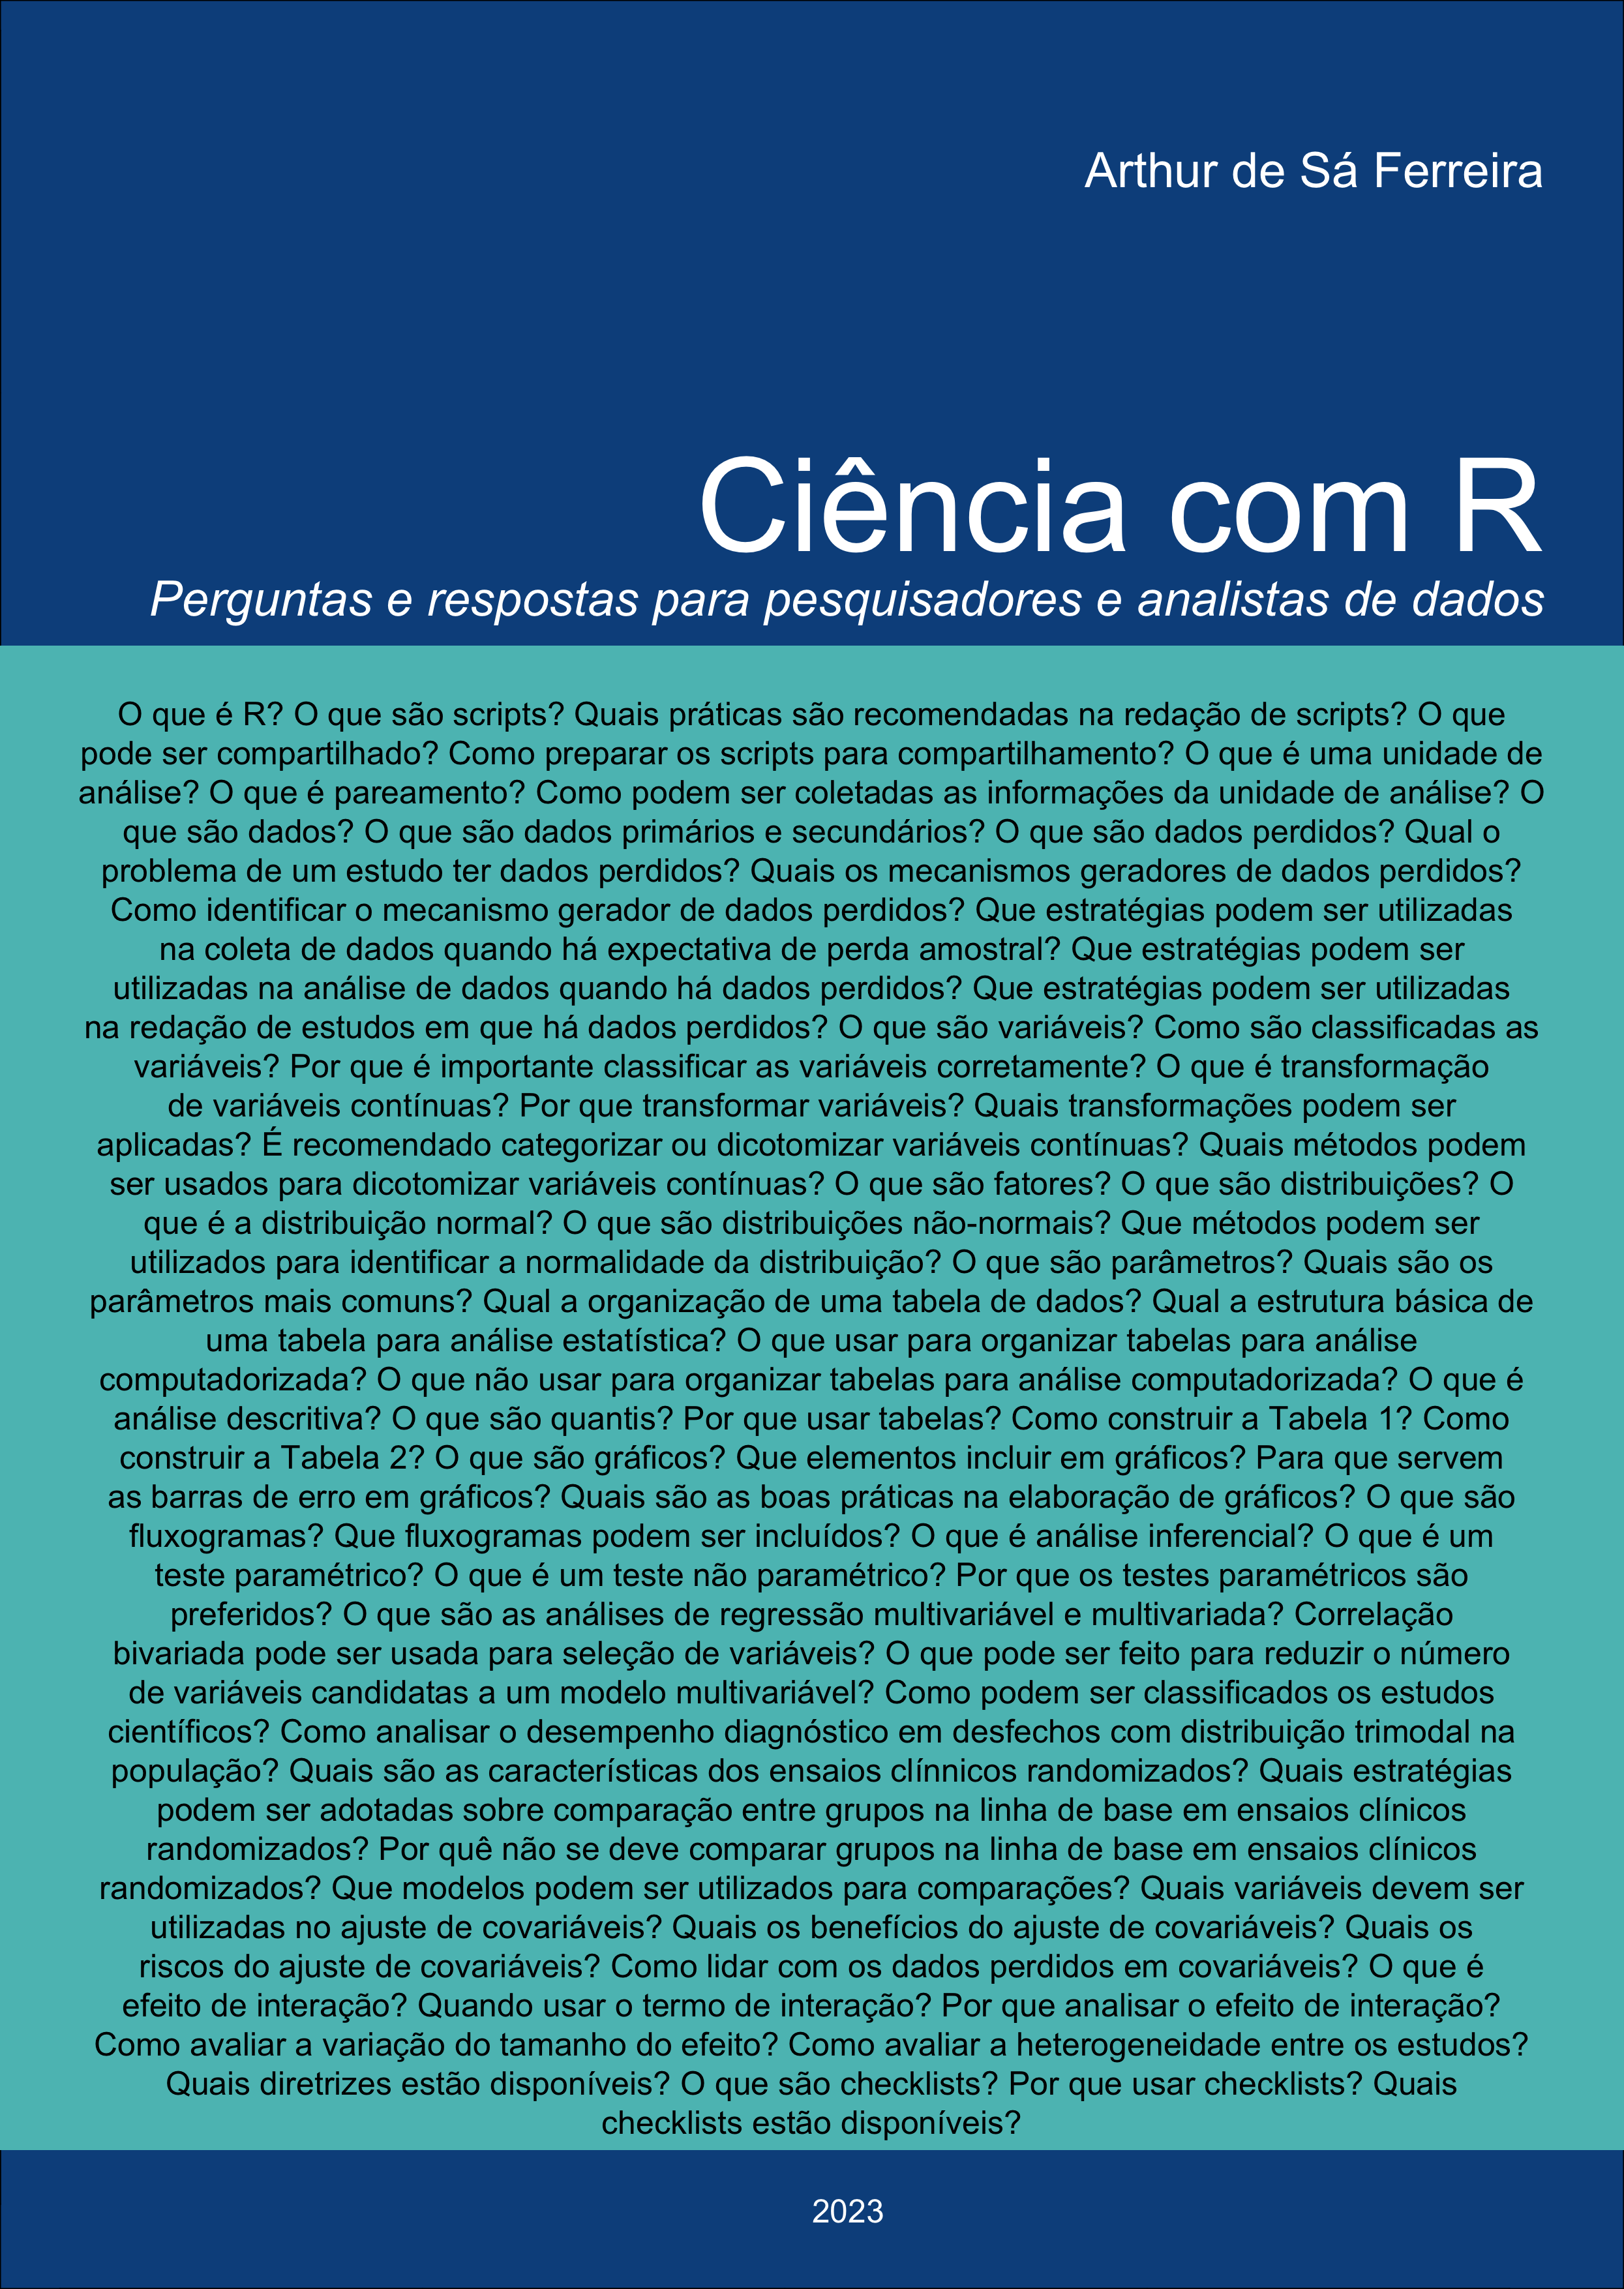 Arthur de Sá Ferreira
Ciência com R
Perguntas e respostas para pesquisadores e analistas de dados
O que é R? O que são scripts? Quais práticas são recomendadas na redação de scripts? O que
pode ser compartilhado? Como preparar os scripts para compartilhamento? O que é uma unidade de
análise? O que é pareamento? Como podem ser coletadas as informações da unidade de análise? O
que são dados? O que são dados primários e secundários? O que são dados perdidos? Qual o
problema de um estudo ter dados perdidos? Quais os mecanismos geradores de dados perdidos?
Como identificar o mecanismo gerador de dados perdidos? Que estratégias podem ser utilizadas
na coleta de dados quando há expectativa de perda amostral? Que estratégias podem ser
utilizadas na análise de dados quando há dados perdidos? Que estratégias podem ser utilizadas
na redação de estudos em que há dados perdidos? O que são variáveis? Como são classificadas as
variáveis? Por que é importante classificar as variáveis corretamente? O que é transformação
de variáveis contínuas? Por que transformar variáveis? Quais transformações podem ser
aplicadas? É recomendado categorizar ou dicotomizar variáveis contínuas? Quais métodos podem
ser usados para dicotomizar variáveis contínuas? O que são fatores? O que são distribuições? O
que é a distribuição normal? O que são distribuições não-normais? Que métodos podem ser
utilizados para identificar a normalidade da distribuição? O que são parâmetros? Quais são os
parâmetros mais comuns? Qual a organização de uma tabela de dados? Qual a estrutura básica de
uma tabela para análise estatística? O que usar para organizar tabelas para análise
computadorizada? O que não usar para organizar tabelas para análise computadorizada? O que é
análise descritiva? O que são quantis? Por que usar tabelas? Como construir a Tabela 1? Como
construir a Tabela 2? O que são gráficos? Que elementos incluir em gráficos? Para que servem
as barras de erro em gráficos? Quais são as boas práticas na elaboração de gráficos? O que são
fluxogramas? Que fluxogramas podem ser incluídos? O que é análise inferencial? O que é um
teste paramétrico? O que é um teste não paramétrico? Por que os testes paramétricos são
preferidos? O que são as análises de regressão multivariável e multivariada? Correlação
bivariada pode ser usada para seleção de variáveis? O que pode ser feito para reduzir o número
de variáveis candidatas a um modelo multivariável? Como podem ser classificados os estudos
científicos? Como analisar o desempenho diagnóstico em desfechos com distribuição trimodal na
população? Quais são as características dos ensaios clínnicos randomizados? Quais estratégias
podem ser adotadas sobre comparação entre grupos na linha de base em ensaios clínicos
randomizados? Por quê não se deve comparar grupos na linha de base em ensaios clínicos
randomizados? Que modelos podem ser utilizados para comparações? Quais variáveis devem ser
utilizadas no ajuste de covariáveis? Quais os benefícios do ajuste de covariáveis? Quais os
riscos do ajuste de covariáveis? Como lidar com os dados perdidos em covariáveis? O que é
efeito de interação? Quando usar o termo de interação? Por que analisar o efeito de interação?
Como avaliar a variação do tamanho do efeito? Como avaliar a heterogeneidade entre os estudos?
Quais diretrizes estão disponíveis? O que são checklists? Por que usar checklists? Quais
checklists estão disponíveis?
2023